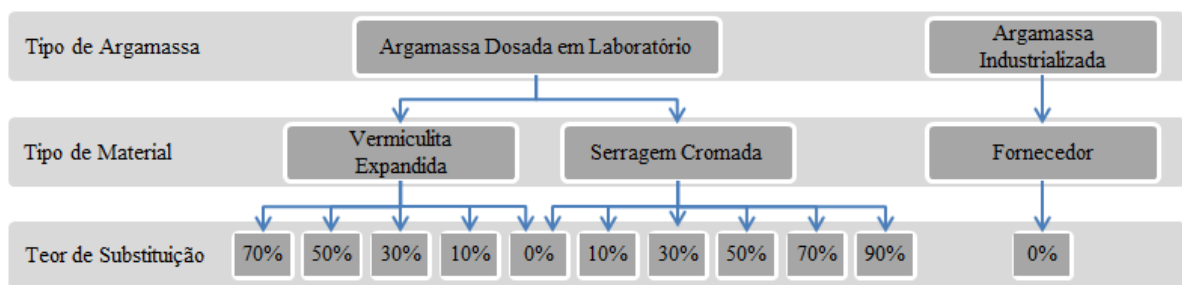 Tipo de Argamassa
Argamassa Dosada em Laboratório
Argamassa
Industrializada
Tipo de Material
Vermiculita
Expandida
Serragem Cromada
Fornecedor
Teor de Substituição
70%
50%
30%
10%
0%
10%
30%
50%
70%
90%
0%